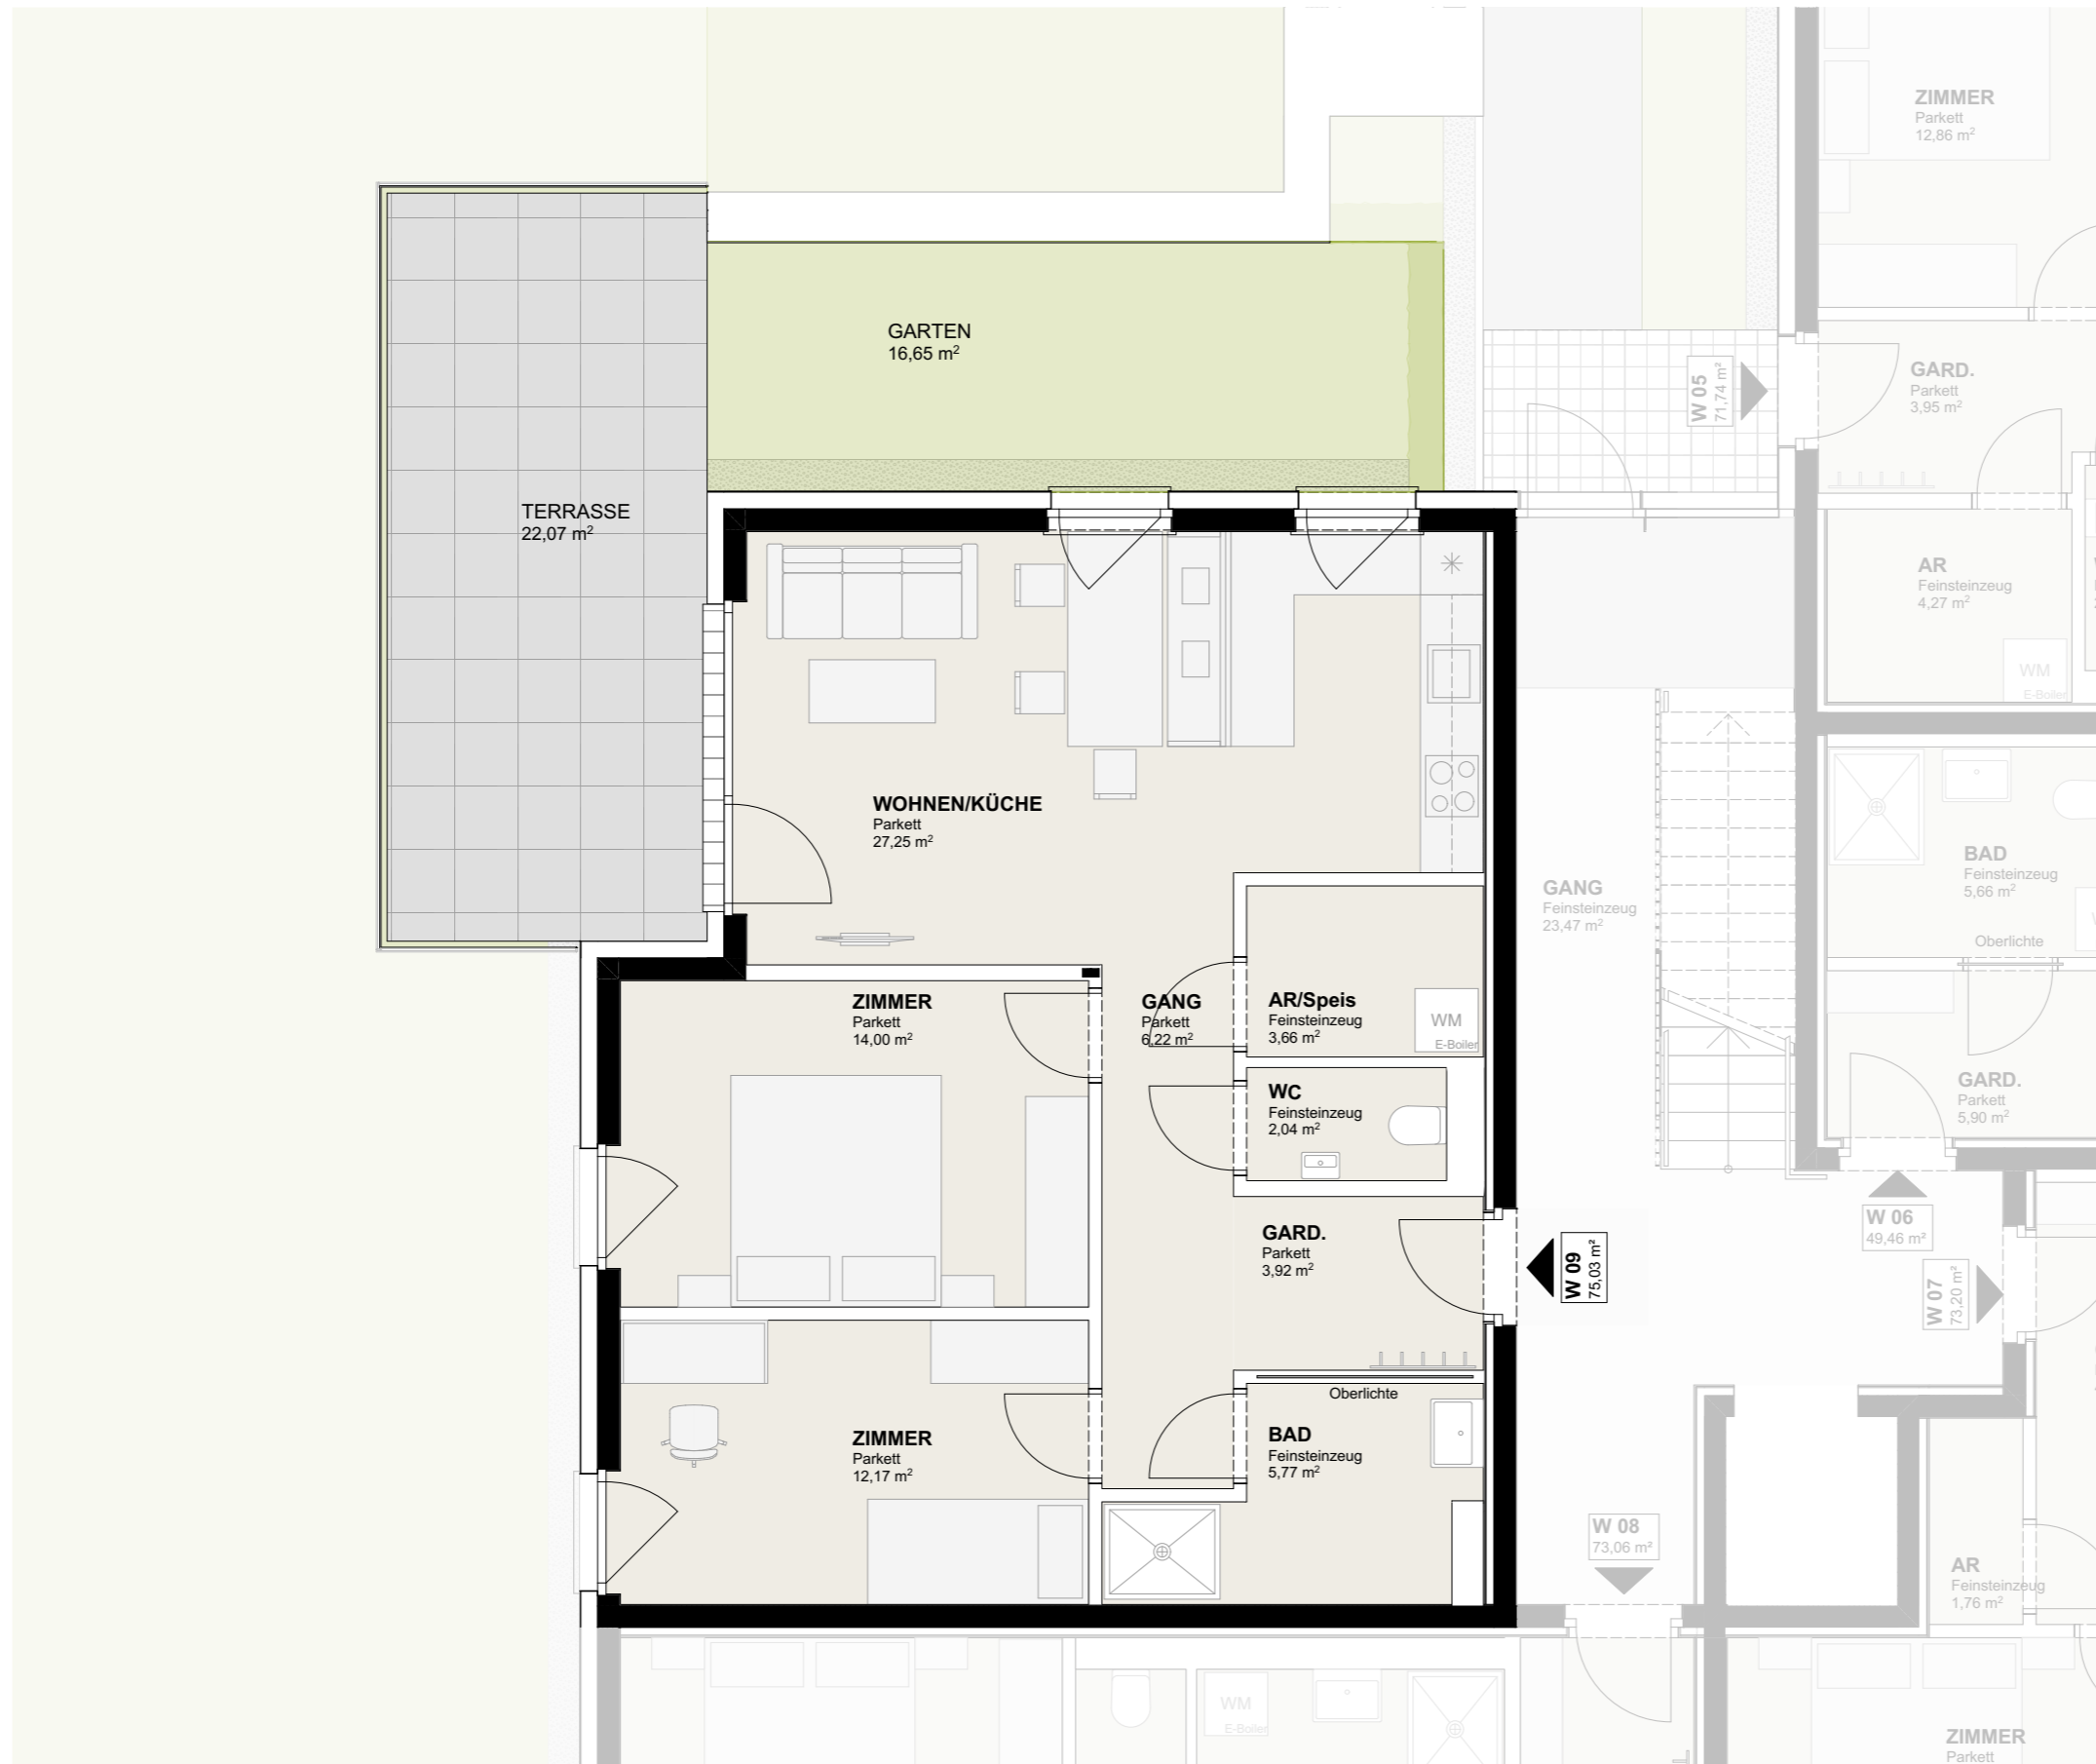 ZIMMER
Parkett
12,86 m²
GARTEN
16,65 m²
W 05
71,74 m²
GARD.
Parkett
3,95 m²
TERRASSE
22,07 m²
AR
Feinsteinzeug
4,27 m²
WM
E-Boiler
WOHNEN/KÜCHE
Parkett
27,25 m²
BAD
Feinsteinzeug
5,66 m²
Oberlichte
GANG
Feinsteinzeug
23,47 m²
ZIMMER
Parkett
14,00 m²
GANG
Parkett
6,22 m²
AR/Speis
Feinsteinzeug
3,66 m²
WM
E-Boiler
WC
Feinsteinzeug
2,04 m²
GARD.
Parkett
5,90 m²
GARD.
Parkett
3,92 m²
W 09
75,03 m²
W 06
49,46 m²
W 07
73,20 m²
Oberlichte
ZIMMER
Parkett
12,17 m²
BAD
Feinsteinzeug
5,77 m²
W 08
73,06 m²
AR
Feinsteinzeug
1,76 m²
WM
E-Boiler
ZIMMER
Parkett